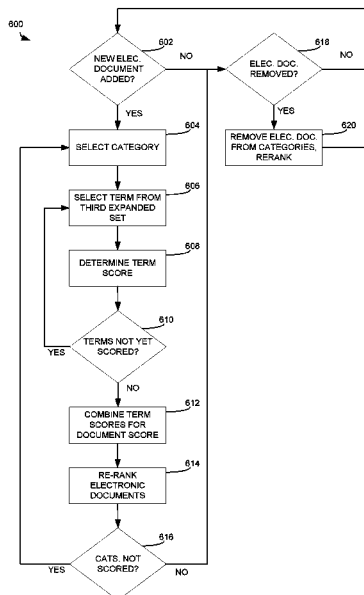 600
602
NEW ELEC.
DOCUMENT
ADDED?
NO
YES
604
SELECT CATEGORY
606
SELECT TERM FROM
THIRD EXPANDED
SET
608
DETERMINE TERM
SCORE
610
TERMS NOT YET
SCORED?
YES
NO
612
COMBINE TERM
SCORES FOR
DOCUMENT SCORE
614
RE-RANK
ELECTRONIC
DOCUMENTS
616
CATS. NOT
SCORED?
YES
NO
618
ELEC. DOC.
REMOVED?
NO
YES
620
REMOVE ELEC. DOC.
FROM CATEGORIES,
RERANK